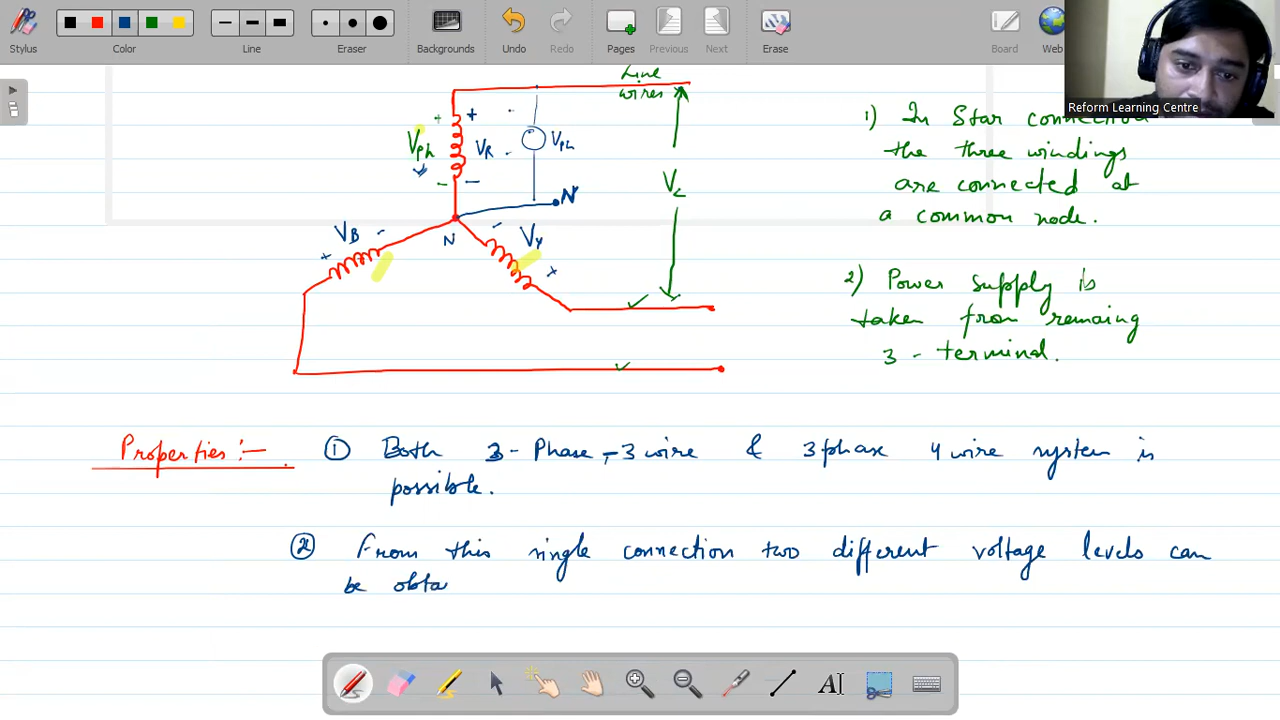 Stylus
Color
Line
Eraser
Backgrounds
Undo
Redo
Pages
Previous
Next
Erase
Board
Web
Reform Learning Centre
Line
wires
+ +
Vph VR Vph
- -
N
VL
N
VB -
+
- VY
+
1) In Star connection
the three windings
are connected at
a common node.
2) Power supply is
taken from remaing
3 - terminal.
Properties :-
① Both 3 - Phase - 3 wire & 3 phase 4 wire system is
possible.
② From this single connection two different voltage levels can
be obta
AI